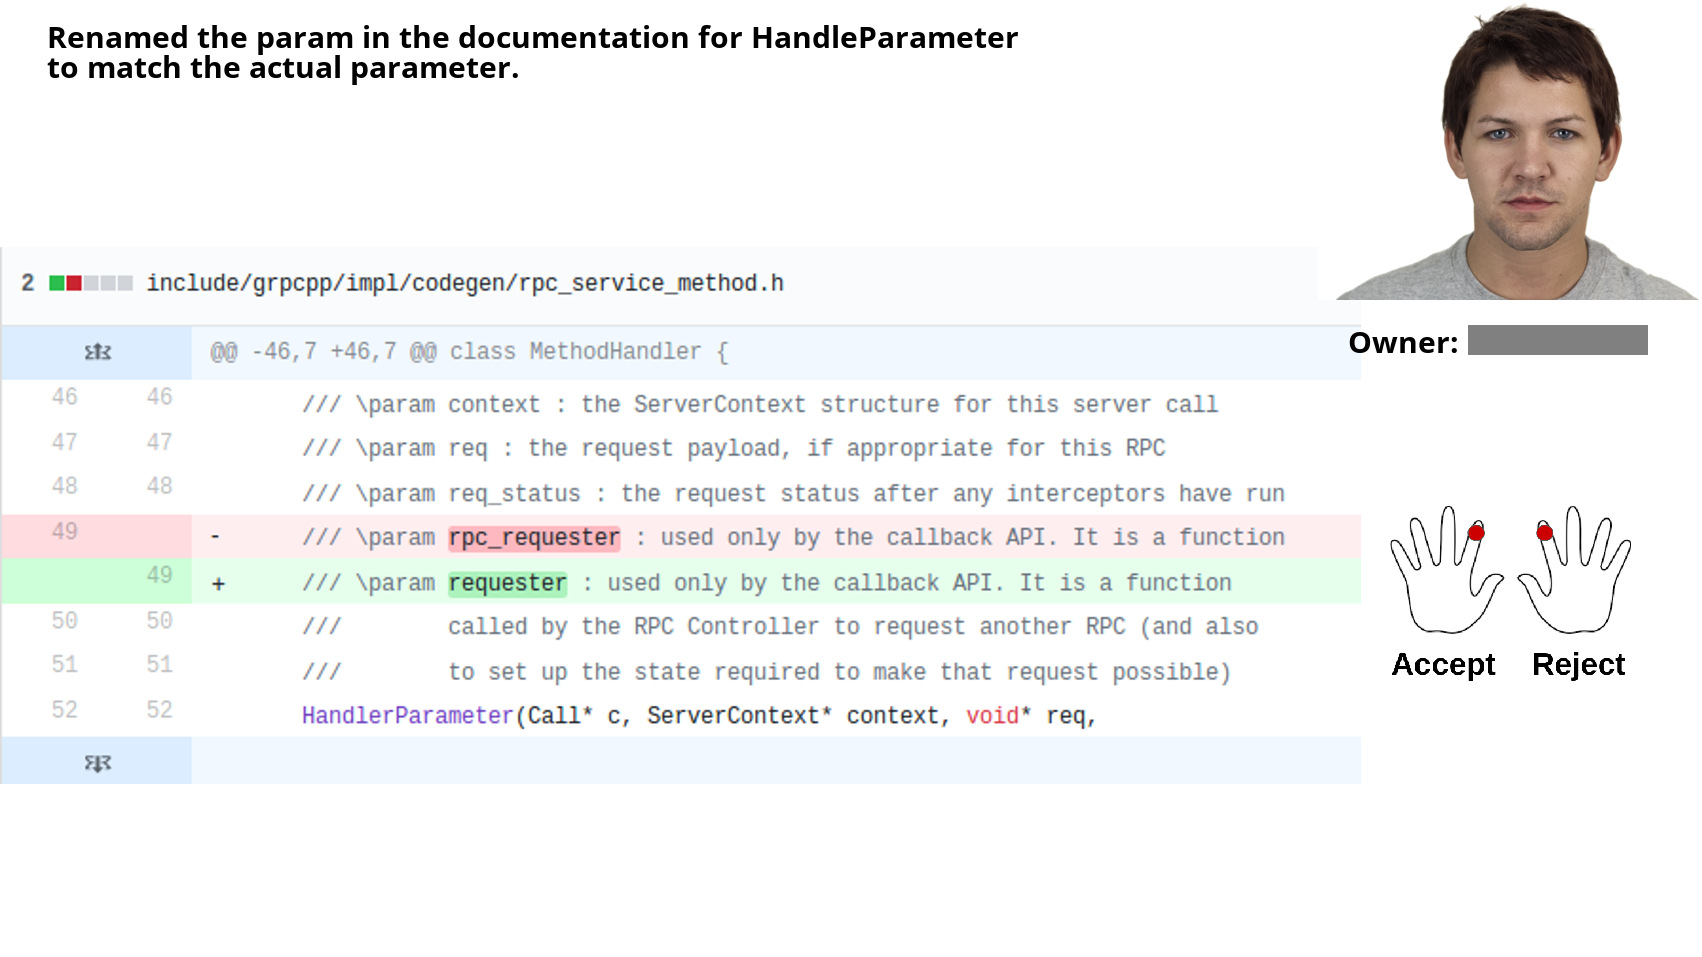 Renamed the param in the documentation for HandleParameter
to match the actual parameter.
2 include/grpcpp/impl/codegen/rpc_service_method.h
@@ -46,7 +46,7 @@ class MethodHandler {
46 46 /// \param context : the ServerContext structure for this server call
47 47 /// \param req : the request payload, if appropriate for this RPC
48 48 /// \param req_status : the request status after any interceptors have run
49 - /// \param rpc_requester : used only by the callback API. It is a function
49 + /// \param requester : used only by the callback API. It is a function
50 50 /// called by the RPC Controller to request another RPC (and also
51 51 /// to set up the state required to make that request possible)
52 52 HandlerParameter(Call* c, ServerContext* context, void* req,
Owner:
Accept Reject